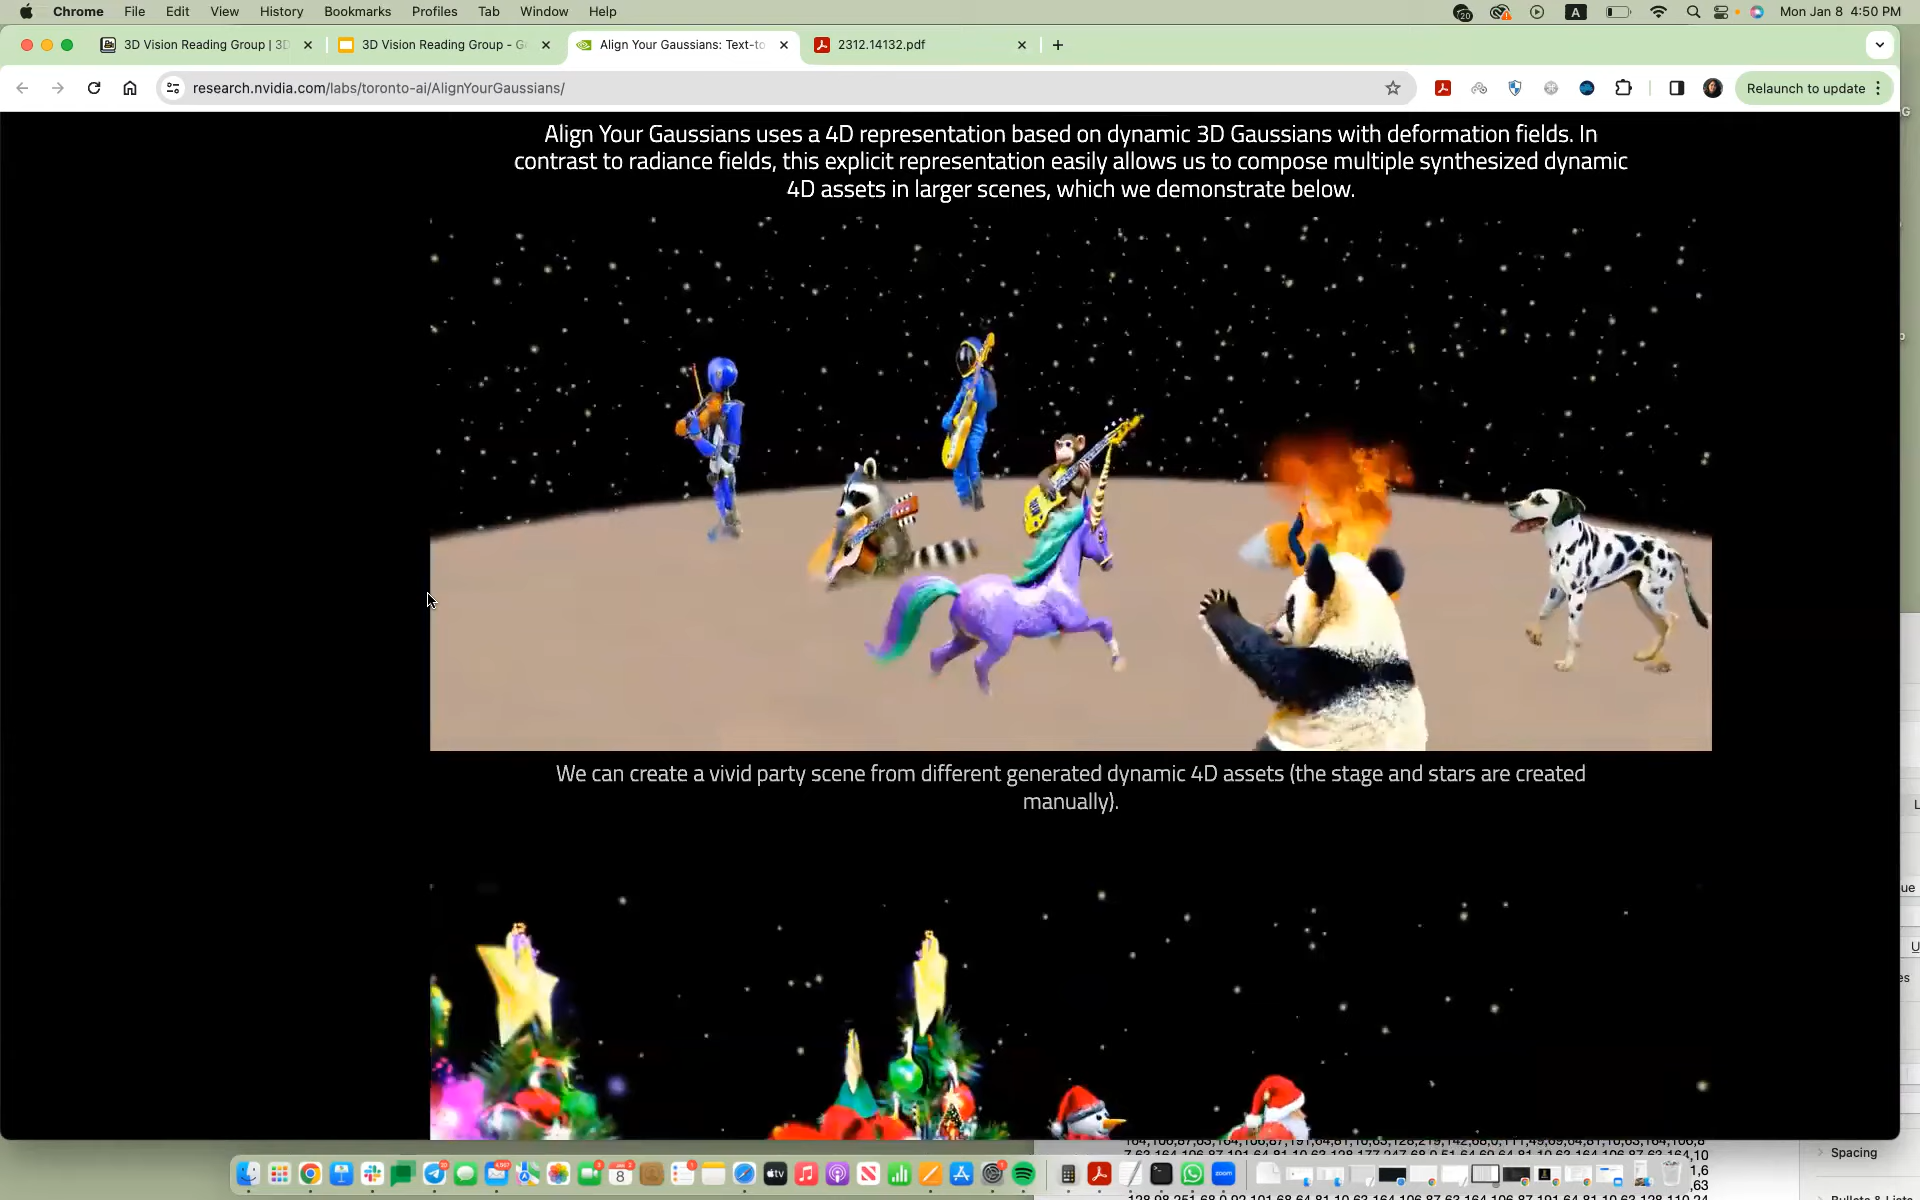 Chrome File Edit View History Bookmarks Profiles Tab Window Help
20 A Mon Jan 8 4:50 PM
3D Vision Reading Group | 3D
3D Vision Reading Group - G
Align Your Gaussians: Text-to
2312.14132.pdf
research.nvidia.com/labs/toronto-ai/AlignYourGaussians/
Relaunch to update
Align Your Gaussians uses a 4D representation based on dynamic 3D Gaussians with deformation fields. In
contrast to radiance fields, this explicit representation easily allows us to compose multiple synthesized dynamic
4D assets in larger scenes, which we demonstrate below.
We can create a vivid party scene from different generated dynamic 4D assets (the stage and stars are created
manually).
Spacing